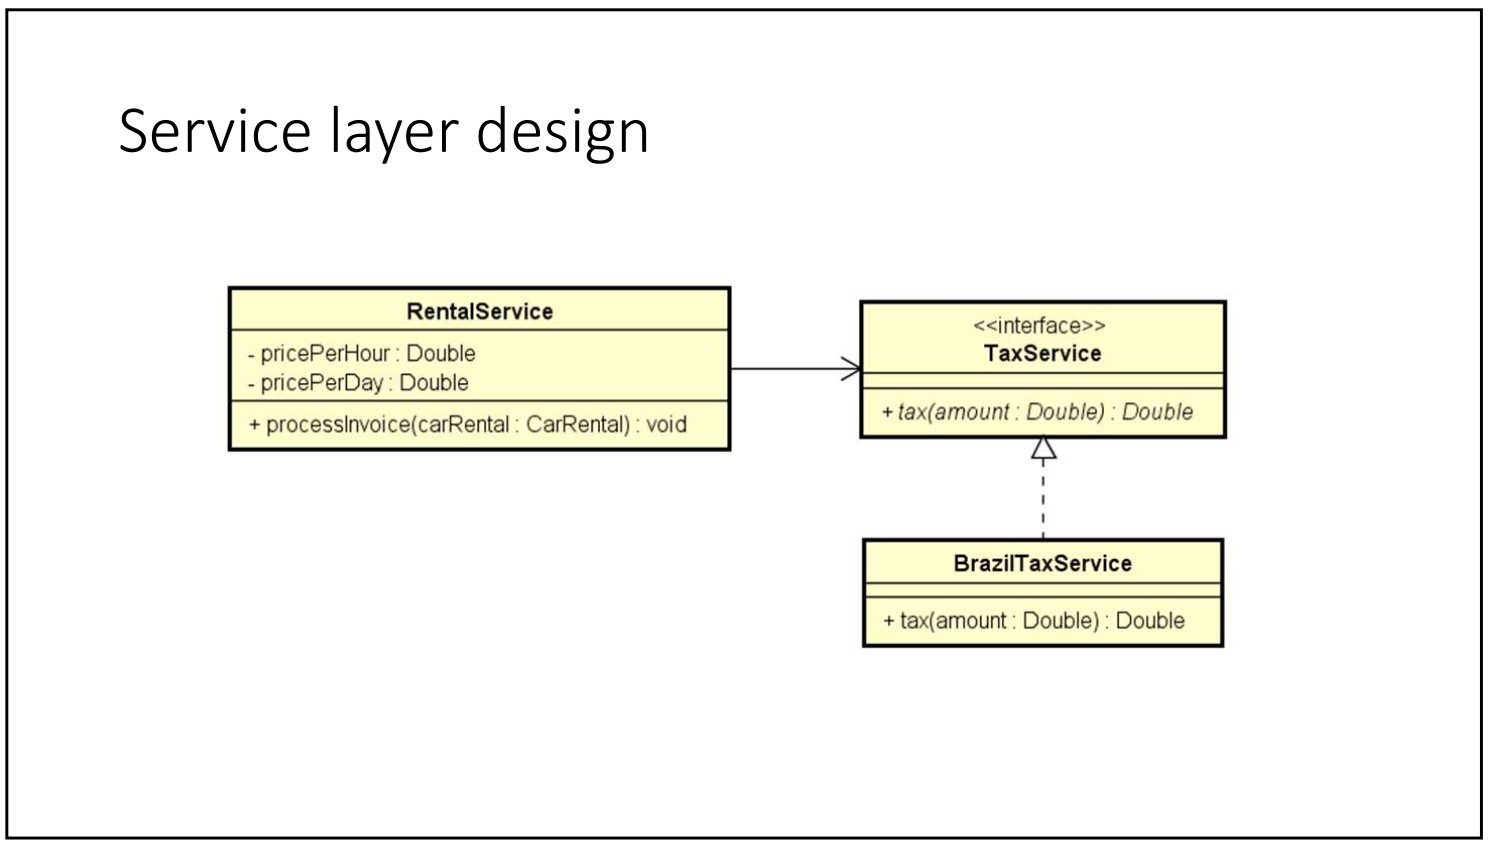 Service layer design
RentalService
- pricePerHour : Double
- pricePerDay : Double
+ processInvoice(carRental : CarRental) : void
<<interface>>
TaxService
+ tax(amount : Double) : Double
BrazilTaxService
+ tax(amount : Double) : Double